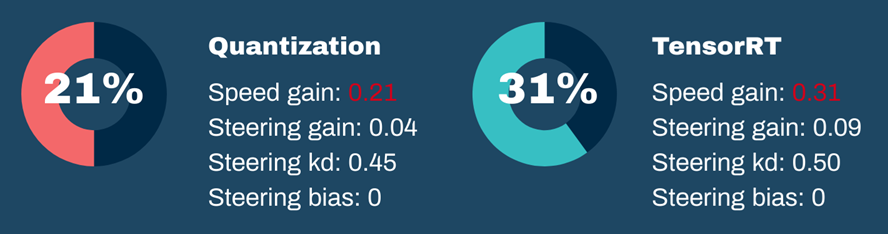 21%
Quantization
Speed gain: 0.21
Steering gain: 0.04
Steering kd: 0.45
Steering bias: 0
31%
TensorRT
Speed gain: 0.31
Steering gain: 0.09
Steering kd: 0.50
Steering bias: 0